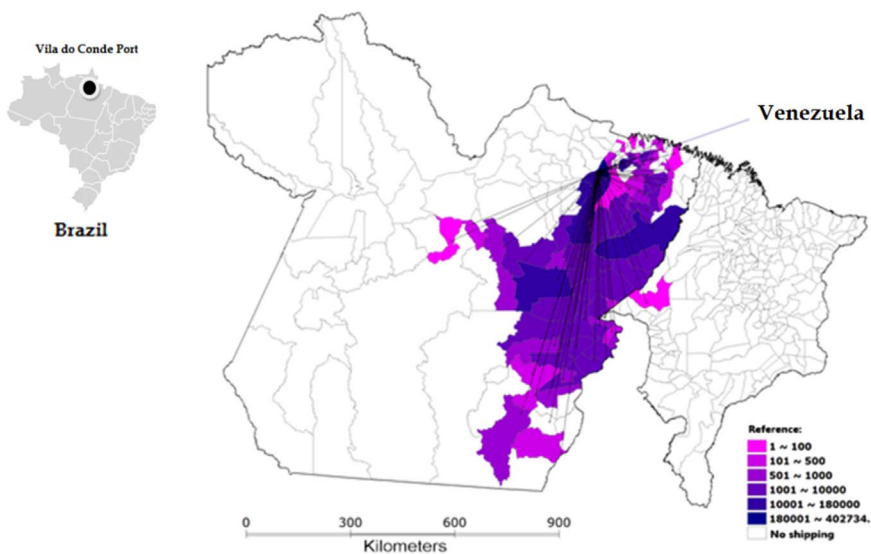 Vila do Conde Port
Brazil
Venezuela
Reference:
1 ~ 100
101 ~ 500
501 ~ 1000
1001 ~ 10000
10001 ~ 180000
180001 ~ 402734.
No shipping
0 300 600 900
Kilometers